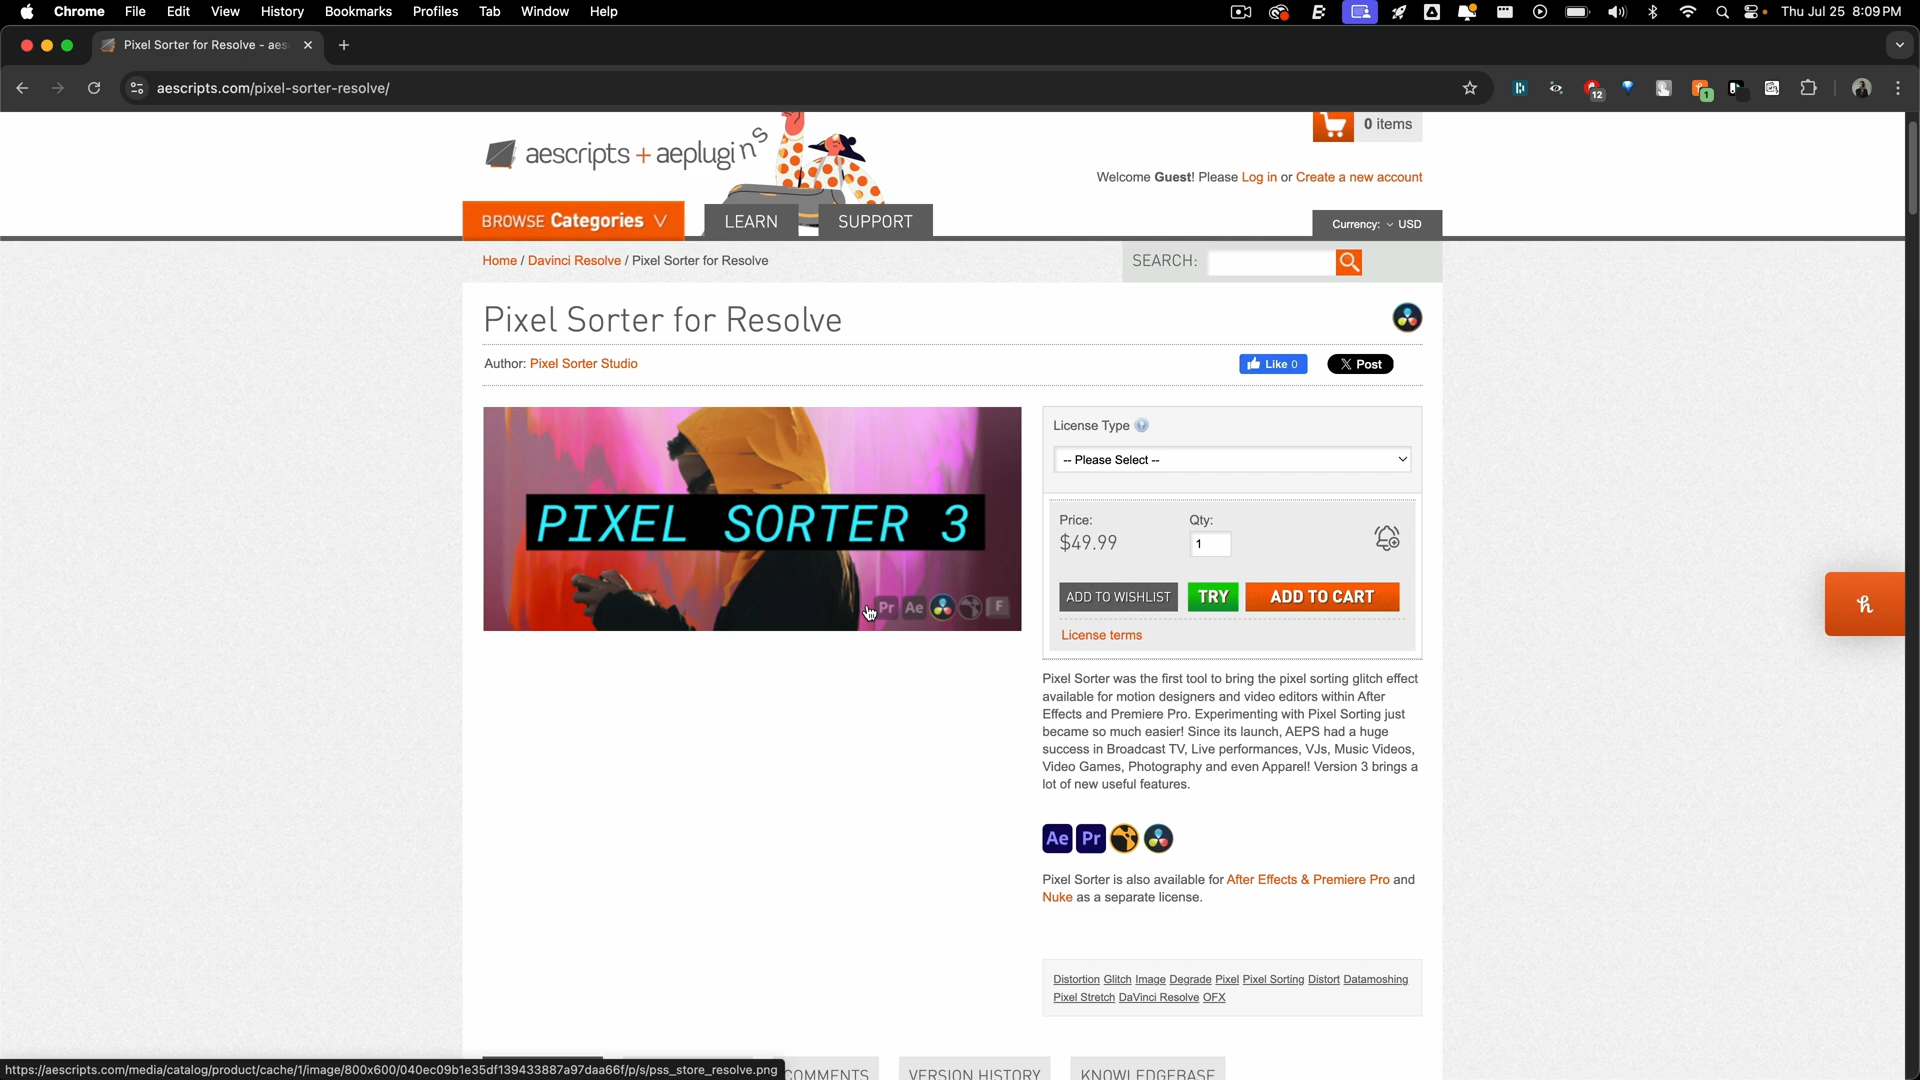 Chrome File Edit View History Bookmarks Profiles Tab Window Help Thu Jul 25 8:09 PM
Pixel Sorter for Resolve - aes
aescripts.com/pixel-sorter-resolve/
12
1
aescripts + aeplugins
0 items
Welcome Guest! Please Log in or Create a new account
BROWSE Categories LEARN SUPPORT
Currency: USD
Home / Davinci Resolve / Pixel Sorter for Resolve
SEARCH:
Pixel Sorter for Resolve
Author: Pixel Sorter Studio
Like 0
X Post
PIXEL SORTER 3
Pr Ae F
License Type ?
-- Please Select --
Price: Qty:
$49.99 1
ADD TO WISHLIST TRY ADD TO CART
License terms
Pixel Sorter was the first tool to bring the pixel sorting glitch effect
available for motion designers and video editors within After
Effects and Premiere Pro. Experimenting with Pixel Sorting just
became so much easier! Since its launch, AEPS had a huge
success in Broadcast TV, Live performances, VJs, Music Videos,
Video Games, Photography and even Apparel! Version 3 brings a
lot of new useful features.
Ae Pr
Pixel Sorter is also available for After Effects & Premiere Pro and
Nuke as a separate license.
Distortion Glitch Image Degrade Pixel Pixel Sorting Distort Datamoshing
Pixel Stretch DaVinci Resolve OFX
COMMENTS VERSION HISTORY KNOWLEDGEBASE
https://aescripts.com/media/catalog/product/cache/1/image/800x600/040ec09b1e35df139433887a97daa66f/p/s/pss_store_resolve.png